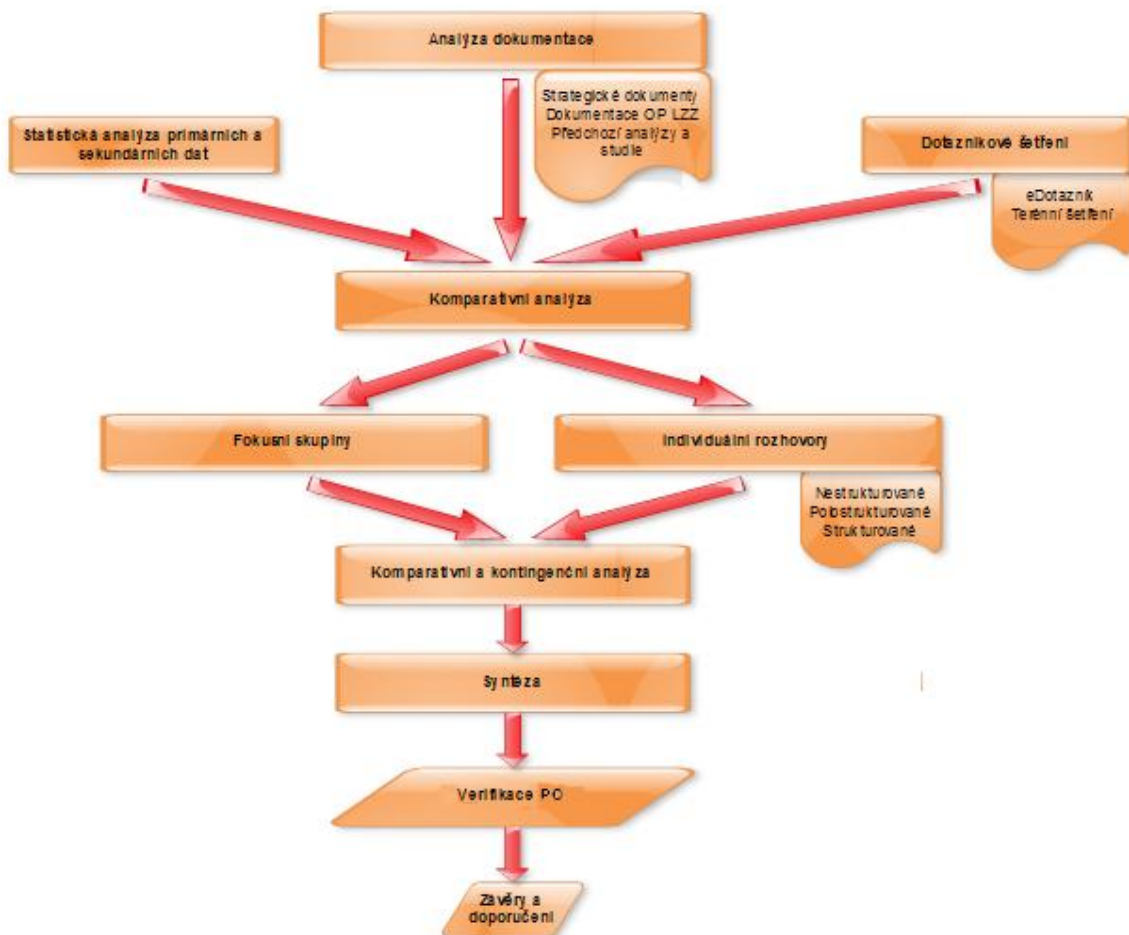 Analýza dokumentace
Strategické dokumenty
Dokumentace OP LZZ
Předchozí analýzy a
studie
Statistická analýza primárních a
sekundárních dat
Dotazníkové šetření
eDotazník
Terénní šetření
Komparativní analýza
Fokusní skupiny
Individuální rozhovory
Nestrukturované
Polostrukturované
Strukturované
Komparativní a kontingenční analýza
Syntéza
Verifikace PO
Závěry a
doporučení